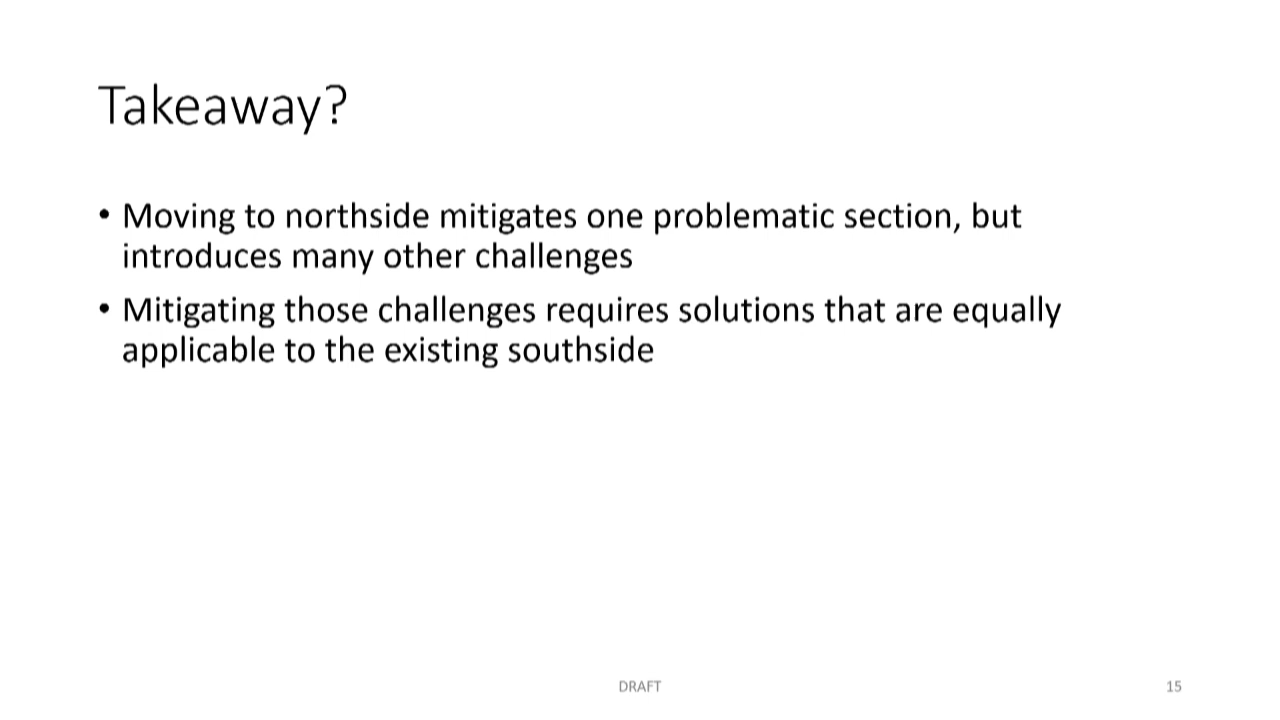 Takeaway?
• Moving to northside mitigates one problematic section, but
introduces many other challenges
• Mitigating those challenges requires solutions that are equally
applicable to the existing southside
DRAFT
15